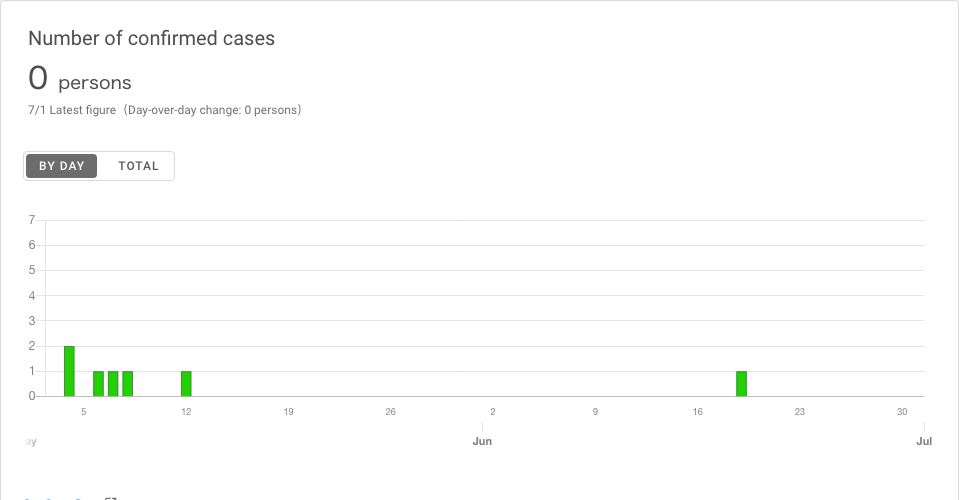 Number of confirmed cases
0 persons
7/1 Latest figure（Day-over-day change: 0 persons）
BY DAY TOTAL
7
6
5
4
3
2
1
0
5 12 19 26 2 9 16 23 30
ay Jun Jul